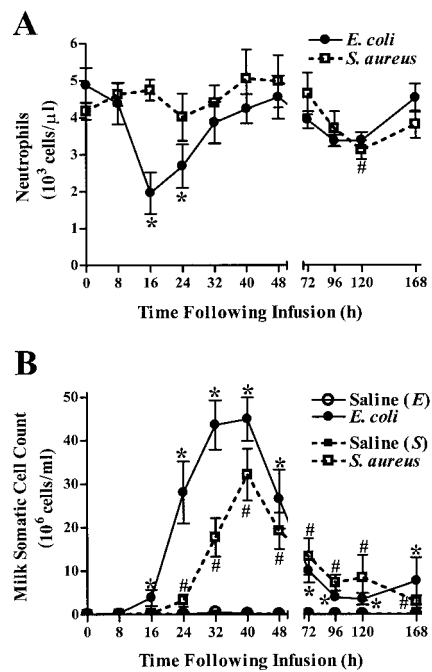 A
E. coli
S. aureus
Neutrophils
(10³ cells/µl)
6
5
4
3
2
1
0
* * #
0 8 16 24 32 40 48 72 96 120 168
Time Following Infusion (h)
B
Saline (E)
E. coli
Saline (S)
S. aureus
Milk Somatic Cell Count
(10⁶ cells/ml)
50
40
30
20
10
0
* * * * * * * * *
# # # # # # # #
0 8 16 24 32 40 48 72 96 120 168
Time Following Infusion (h)